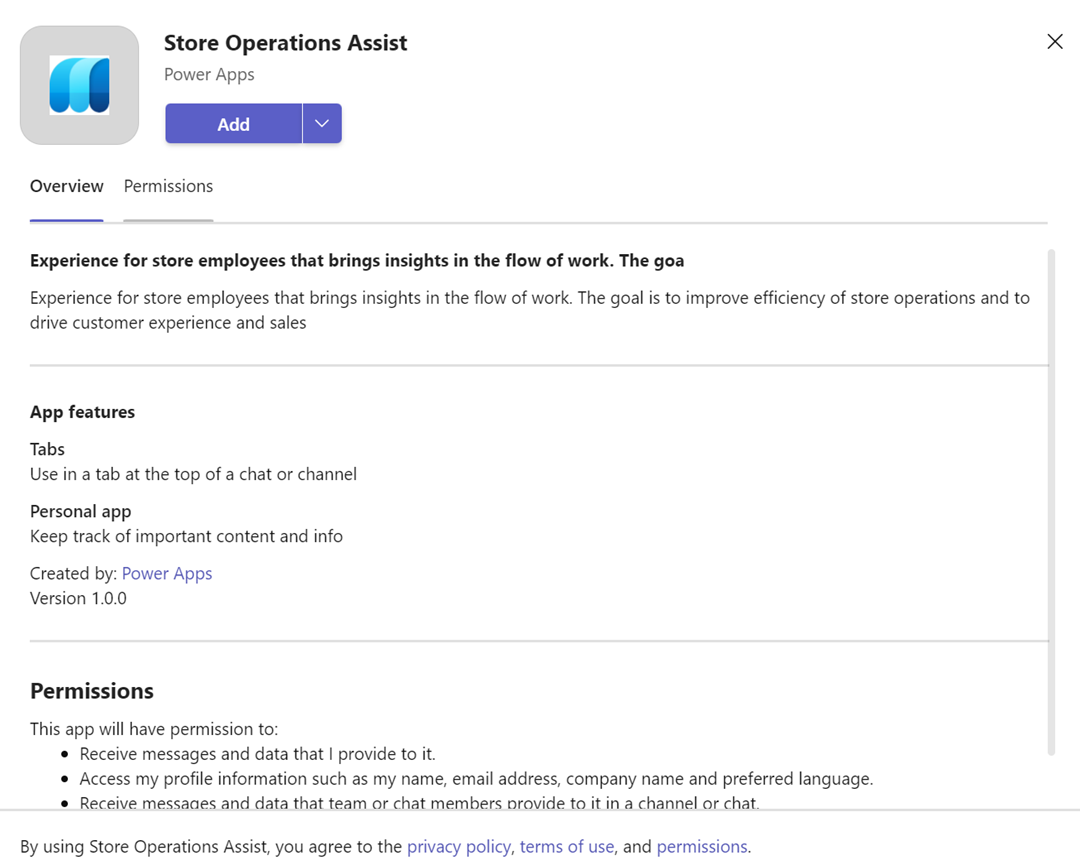 Store Operations Assist
Power Apps
Add
Overview Permissions
Experience for store employees that brings insights in the flow of work. The goa
Experience for store employees that brings insights in the flow of work. The goal is to improve efficiency of store operations and to
drive customer experience and sales
App features
Tabs
Use in a tab at the top of a chat or channel
Personal app
Keep track of important content and info
Created by: Power Apps
Version 1.0.0
Permissions
This app will have permission to:
• Receive messages and data that I provide to it.
• Access my profile information such as my name, email address, company name and preferred language.
• Receive messages and data that team or chat members provide to it in a channel or chat.
By using Store Operations Assist, you agree to the privacy policy, terms of use, and permissions.